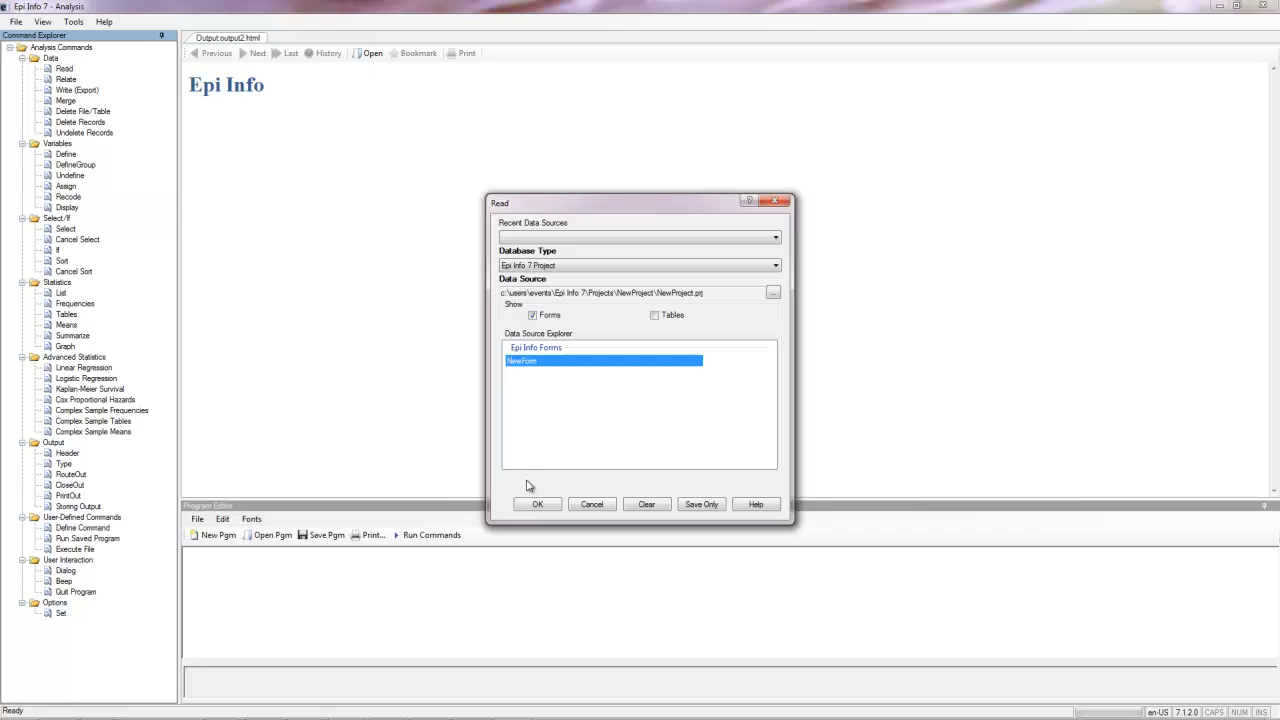 Epi Info 7 - Analysis
File View Tools Help
Command Explorer
Analysis Commands
Data
Read
Relate
Write (Export)
Merge
Delete File/Table
Delete Records
Undelete Records
Variables
Define
DefineGroup
Undefine
Assign
Recode
Display
Select/If
Select
Cancel Select
If
Sort
Cancel Sort
Statistics
List
Frequencies
Tables
Means
Summarize
Graph
Advanced Statistics
Linear Regression
Logistic Regression
Kaplan-Meier Survival
Cox Proportional Hazards
Complex Sample Frequencies
Complex Sample Tables
Complex Sample Means
Output
Header
Type
RouteOut
CloseOut
PrintOut
Storing Output
User-Defined Commands
Define Command
Run Saved Program
Execute File
User Interaction
Dialog
Beep
Quit Program
Options
Set
Output:output2.html
Previous Next Last History Open Bookmark Print
Epi Info
Read
Recent Data Sources
Database Type
Epi Info 7 Project
Data Source
c:\users\events\Epi Info 7\Projects\NewProject\NewProject.prj
...
Show
Forms Tables
Data Source Explorer
Epi Info Forms
NewForm
OK Cancel Clear Save Only Help
Program Editor
File Edit Fonts
New Pgm Open Pgm Save Pgm Print... Run Commands
Ready
en-US 7.1.2.0 CAPS NUM INS